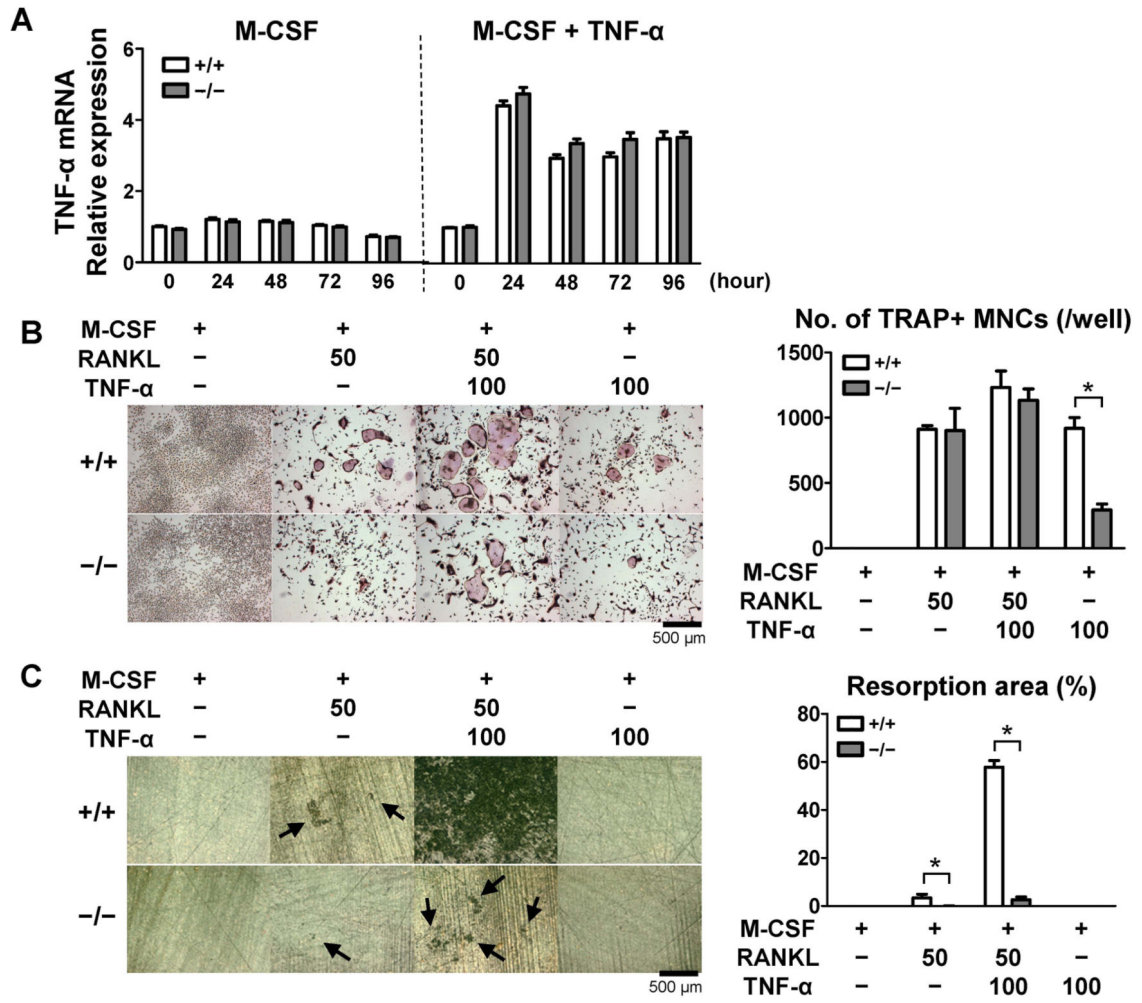 A
M-CSF
M-CSF + TNF-α
TNF-α mRNA
Relative expression
6
4
2
0
+/+
−/−
0 24 48 72 96 0 24 48 72 96 (hour)
B
M-CSF + + + +
RANKL − 50 50 −
TNF-α − − 100 100
+/+
−/−
500 µm
No. of TRAP+ MNCs (/well)
1500
1000
500
0
+/+
−/−
*
M-CSF + + + +
RANKL − 50 50 −
TNF-α − − 100 100
C
M-CSF + + + +
RANKL − 50 50 −
TNF-α − − 100 100
+/+
−/−
500 µm
Resorption area (%)
80
60
40
20
0
+/+
−/−
*
*
M-CSF + + + +
RANKL − 50 50 −
TNF-α − − 100 100